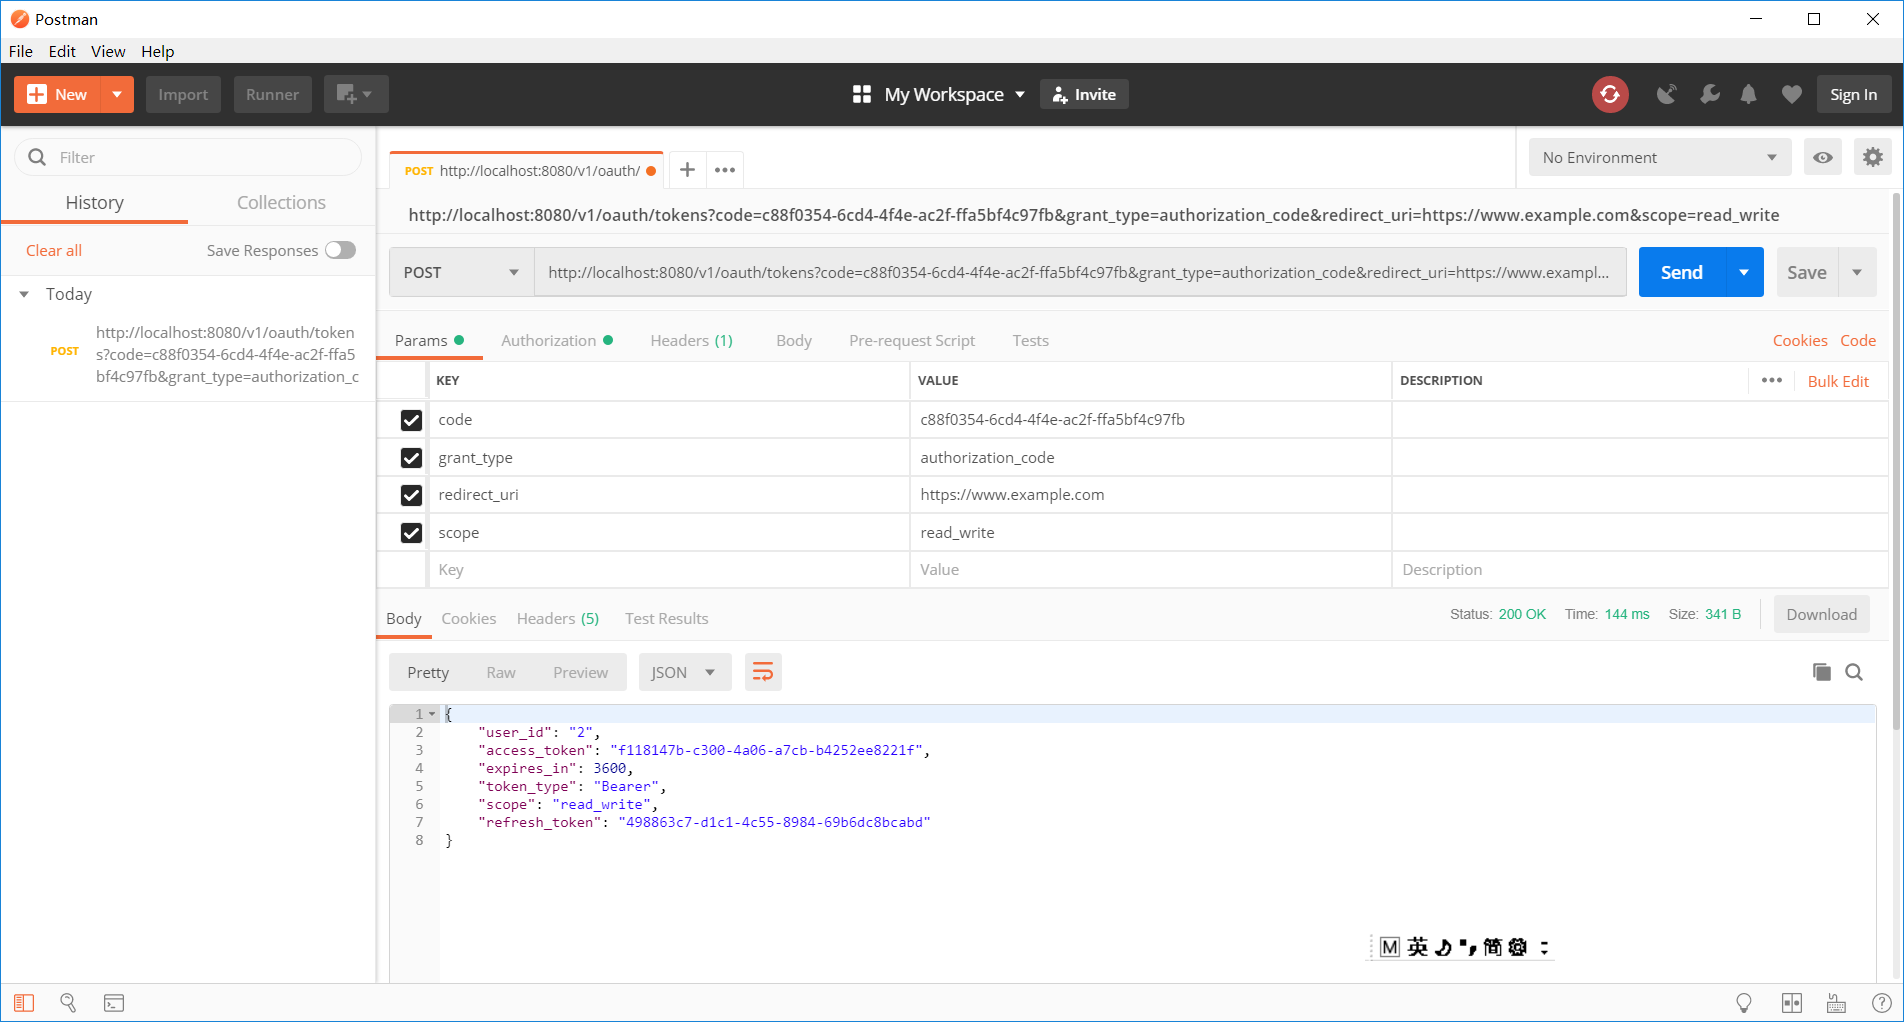 Postman
File Edit View Help
New Import Runner My Workspace Invite Sign In
Filter
History Collections
Clear all Save Responses
Today
POST http://localhost:8080/v1/oauth/token
s?code=c88f0354-6cd4-4f4e-ac2f-ffa5
bf4c97fb&grant_type=authorization_c
POST http://localhost:8080/v1/oauth/
No Environment
http://localhost:8080/v1/oauth/tokens?code=c88f0354-6cd4-4f4e-ac2f-ffa5bf4c97fb&grant_type=authorization_code&redirect_uri=https://www.example.com&scope=read_write
POST http://localhost:8080/v1/oauth/tokens?code=c88f0354-6cd4-4f4e-ac2f-ffa5bf4c97fb&grant_type=authorization_code&redirect_uri=https://www.exampl... Send Save
Params Authorization Headers (1) Body Pre-request Script Tests Cookies Code
KEY VALUE DESCRIPTION Bulk Edit
code c88f0354-6cd4-4f4e-ac2f-ffa5bf4c97fb
grant_type authorization_code
redirect_uri https://www.example.com
scope read_write
Key Value Description
Body Cookies Headers (5) Test Results Status: 200 OK Time: 144 ms Size: 341 B Download
Pretty Raw Preview JSON
1 {
2 "user_id": "2",
3 "access_token": "f118147b-c300-4a06-a7cb-b4252ee8221f",
4 "expires_in": 3600,
5 "token_type": "Bearer",
6 "scope": "read_write",
7 "refresh_token": "498863c7-d1c1-4c55-8984-69b6dc8bcabd"
8 }
M 英 简